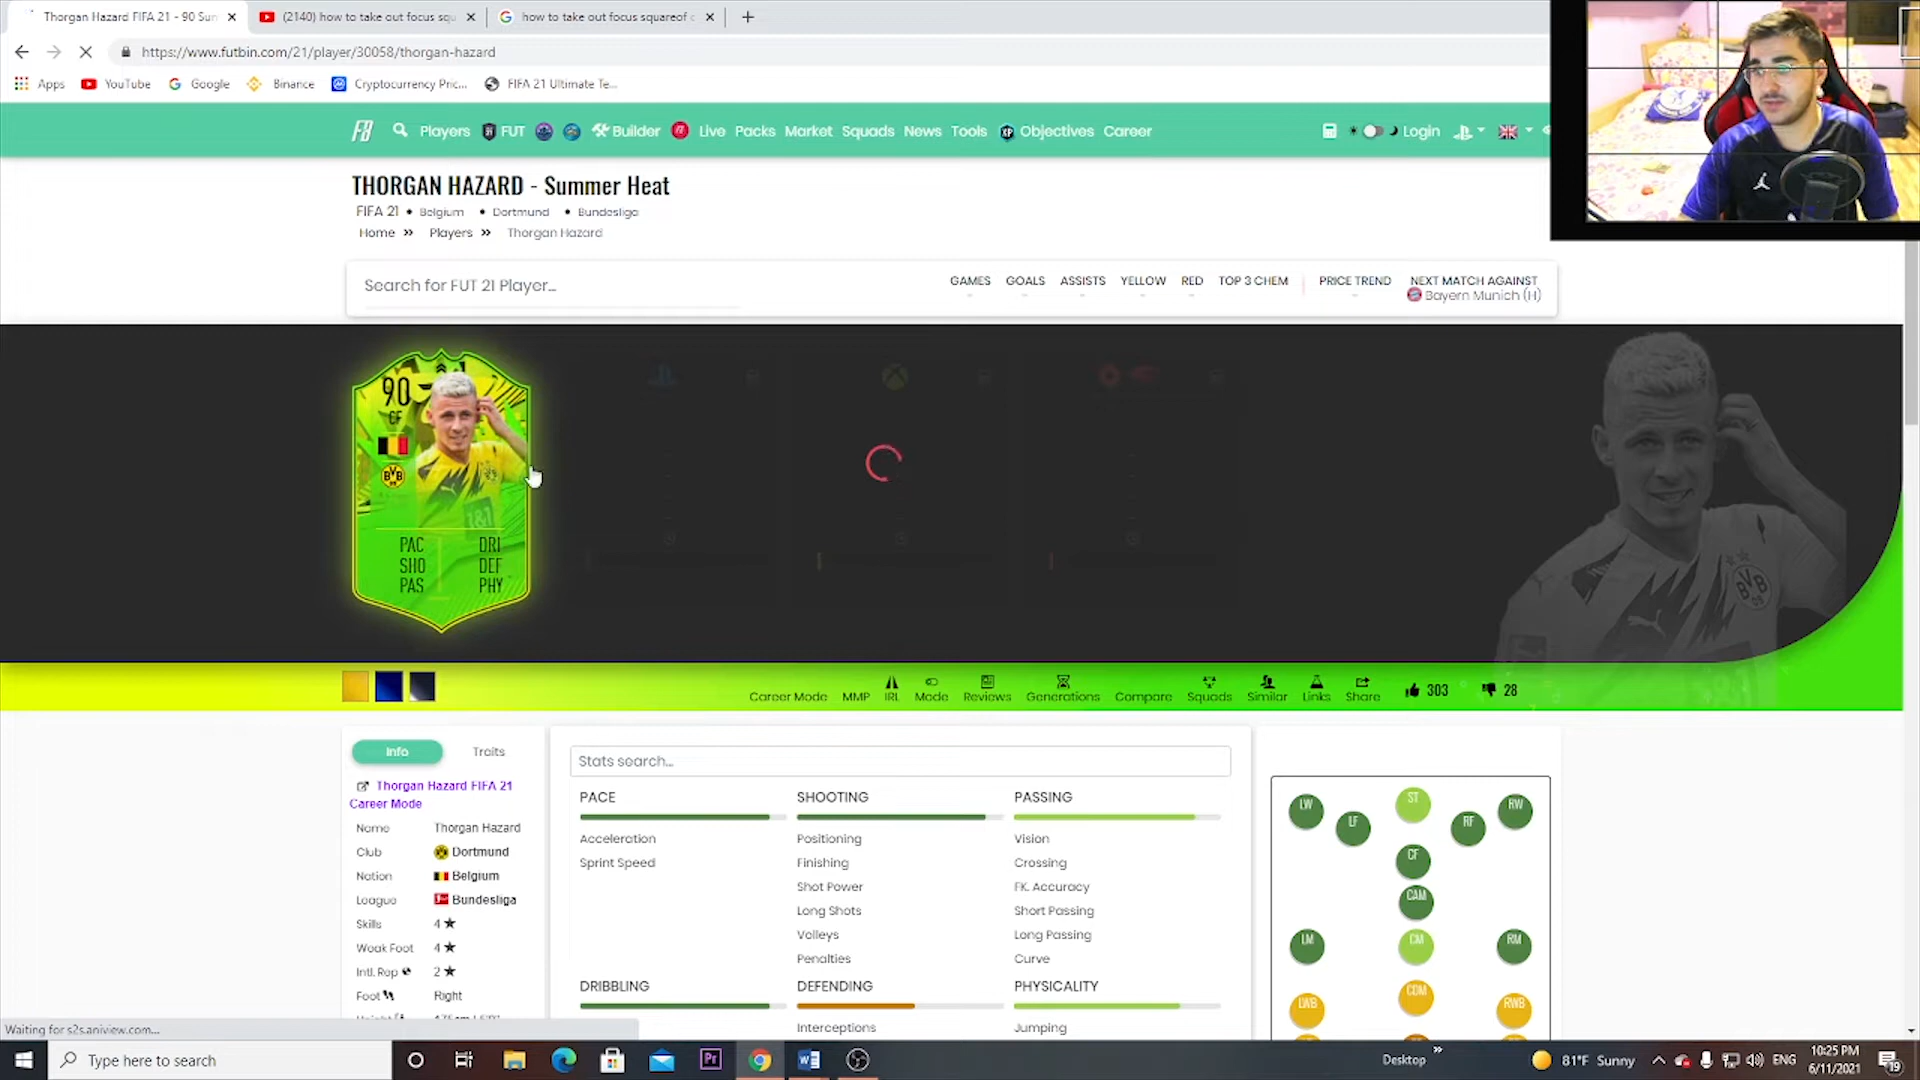 Thorgan Hazard FIFA 21 - 90 Sun
(2140) how to take out focus squ
how to take out focus squareof c
https://www.futbin.com/21/player/30058/thorgan-hazard
Apps YouTube Google Binance Cryptocurrency Pric... FIFA 21 Ultimate Te...
Players FUT Builder Live Packs Market Squads News Tools Objectives Career Login
THORGAN HAZARD - Summer Heat
FIFA 21 • Belgium • Dortmund • Bundesliga
Home » Players » Thorgan Hazard
Search for FUT 21 Player...
GAMES GOALS ASSISTS YELLOW RED TOP 3 CHEM PRICE TREND NEXT MATCH AGAINST
- - - - - - Bayern Munich (H)
90
CF
BVB
09
1&1
PAC DRI
SHO DEF
PAS PHY
Career Mode MMP IRL Mode Reviews Generations Compare Squads Similar Links Share 303 28
Info Traits
Thorgan Hazard FIFA 21
Career Mode
Name Thorgan Hazard
Club Dortmund
Nation Belgium
League Bundesliga
Skills 4★
Weak Foot 4★
Intl. Rep 2★
Foot Right
Stats search...
PACE
Acceleration
Sprint Speed
SHOOTING
Positioning
Finishing
Shot Power
Long Shots
Volleys
Penalties
PASSING
Vision
Crossing
FK. Accuracy
Short Passing
Long Passing
Curve
DRIBBLING
DEFENDING
Interceptions
PHYSICALITY
Jumping
LW ST RW
LF RF
CF
CAM
LM CM RM
LWB CDM RWB
Waiting for s2s.aniview.com...
Type here to search
Pr
Desktop
81°F Sunny
ENG
10:25 PM
6/11/2021
19